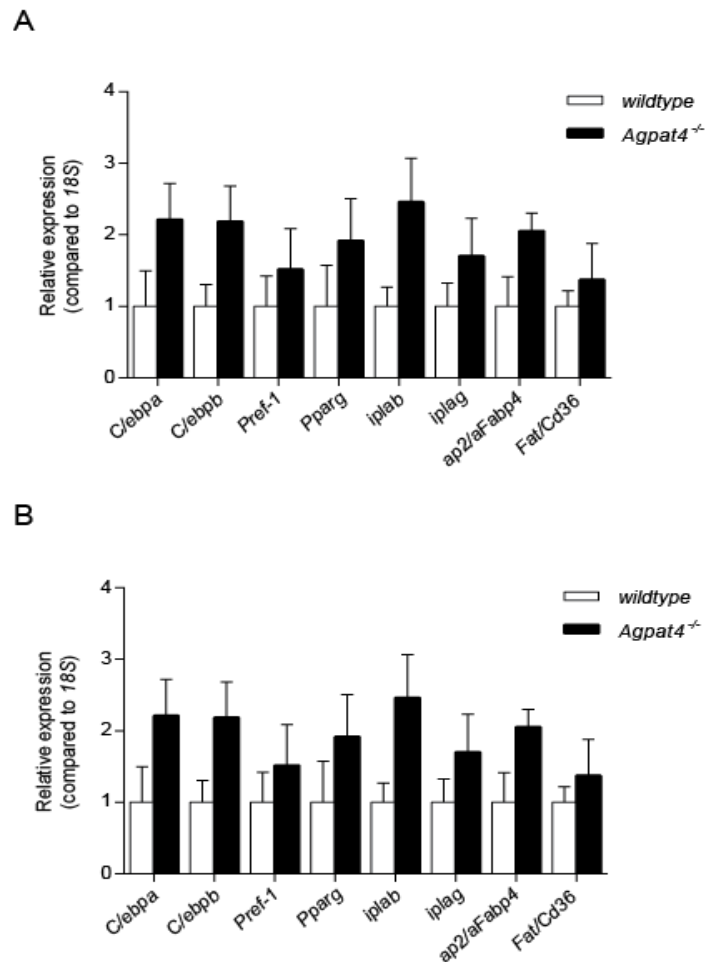 A
4
3
2
1
0
Relative expression
(compared to 18S)
wildtype
Agpat4⁻/⁻
C/ebpa
C/ebpb
Pref-1
Pparg
iplab
iplag
ap2/aFabp4
Fat/Cd36
B
4
3
2
1
0
Relative expression
(compared to 18S)
wildtype
Agpat4⁻/⁻
C/ebpa
C/ebpb
Pref-1
Pparg
iplab
iplag
ap2/aFabp4
Fat/Cd36